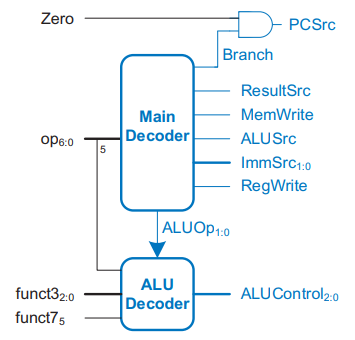 Zero
PCSrc
Branch
ResultSrc
Main
Decoder
MemWrite
op6:0
5
ALUSrc
ImmSrc1:0
RegWrite
ALUOp1:0
ALU
Decoder
funct32:0
funct75
ALUControl2:0